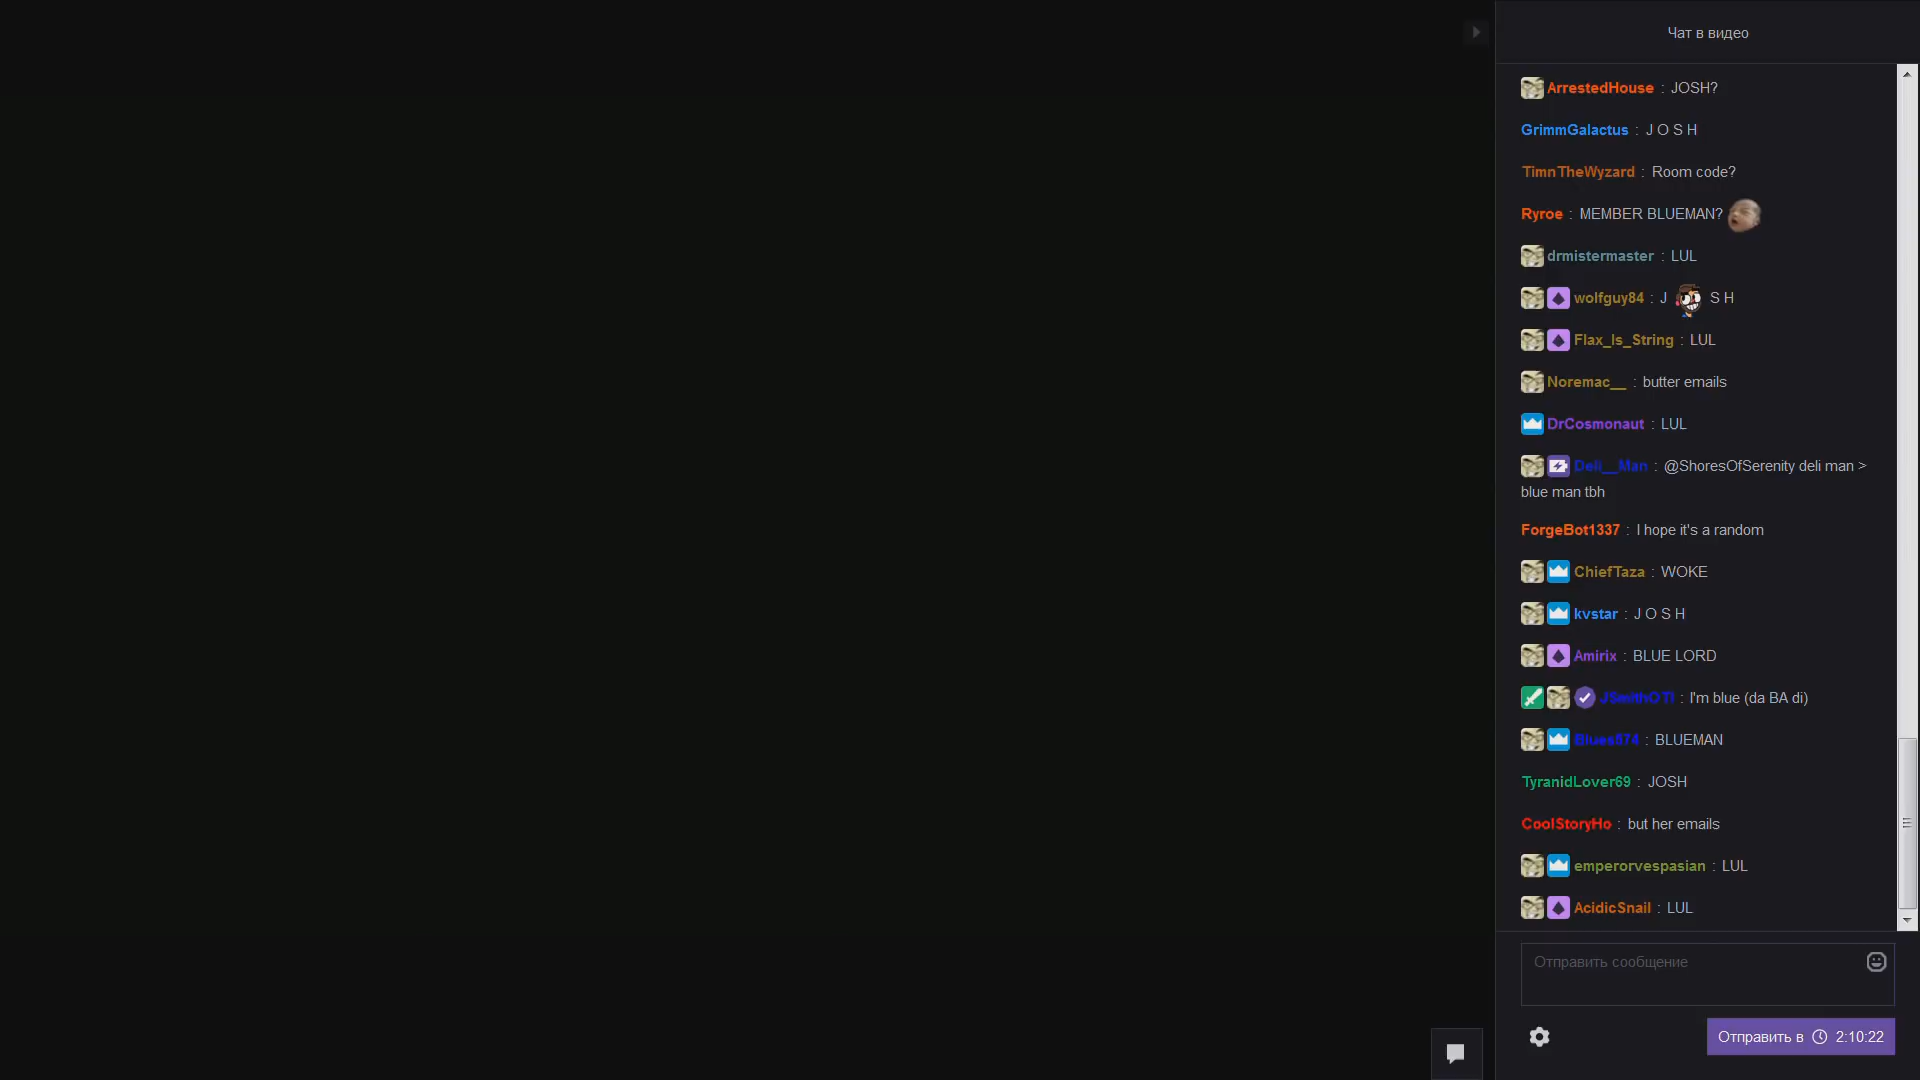 Чат в видео
ArrestedHouse : JOSH?
GrimmGalactus : J O S H
TimnTheWyzard : Room code?
Ryroe : MEMBER BLUEMAN?
drmistermaster : LUL
wolfguy84 : J S H
Flax_Is_String : LUL
Noremac__ : butter emails
DrCosmonaut : LUL
Deli__Man : @ShoresOfSerenity deli man >
blue man tbh
ForgeBot1337 : I hope it's a random
ChiefTaza : WOKE
kvstar : J O S H
Amirix : BLUE LORD
JSmithOTI : I'm blue (da BA di)
Blues574 : BLUEMAN
TyranidLover69 : JOSH
CoolStoryHo : but her emails
emperorvespasian : LUL
AcidicSnail : LUL
Отправить сообщение
Отправить в 2:10:22